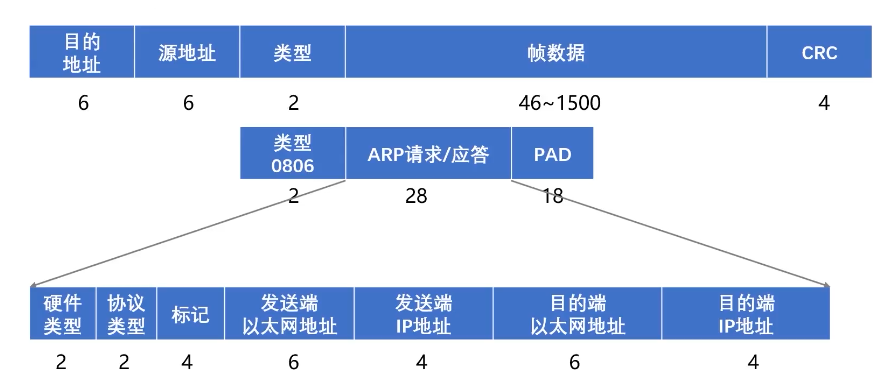 目的
地址
源地址
类型
帧数据
CRC
6
6
2
46~1500
4
类型
0806
ARP请求/应答
PAD
2
28
18
硬件
类型
协议
类型
标记
发送端
以太网地址
发送端
IP地址
目的端
以太网地址
目的端
IP地址
2
2
4
6
4
6
4